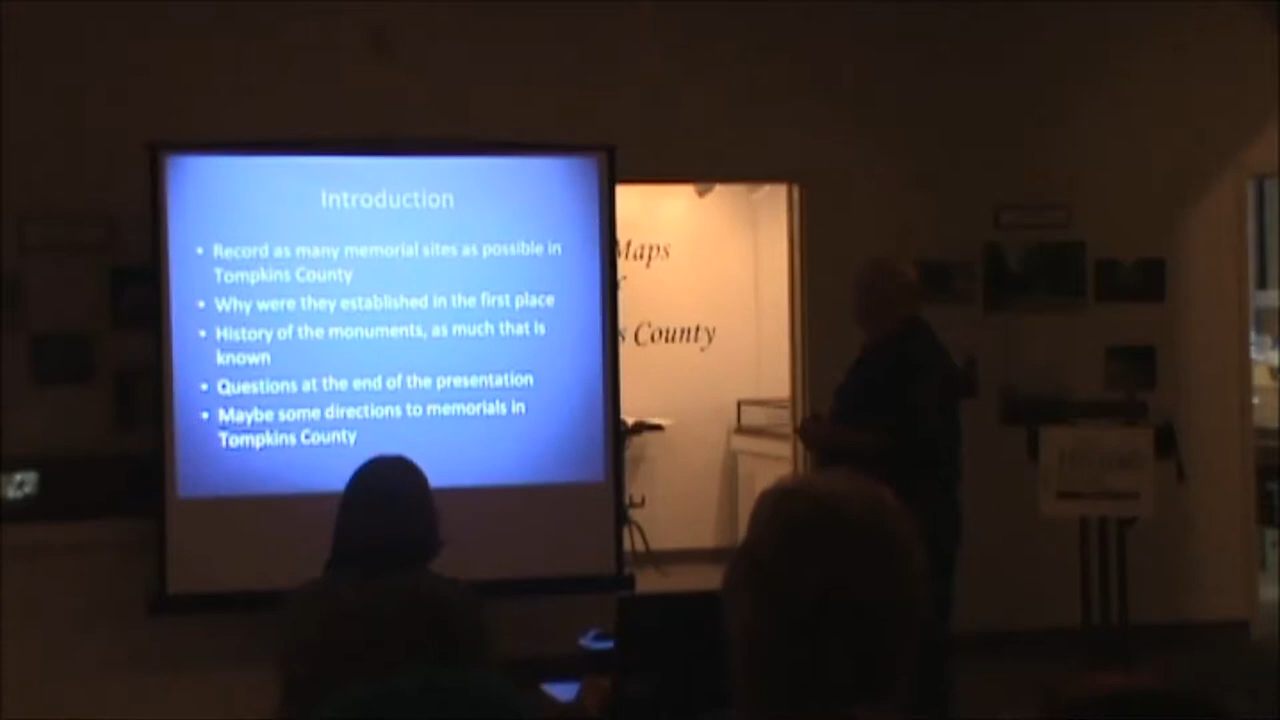 Introduction
• Record as many memorial sites as possible in
Tompkins County
• Why were they established in the first place
• History of the monuments, as much that is
known
• Questions at the end of the presentation
• Maybe some directions to memorials in
Tompkins County
Maps
r
s County